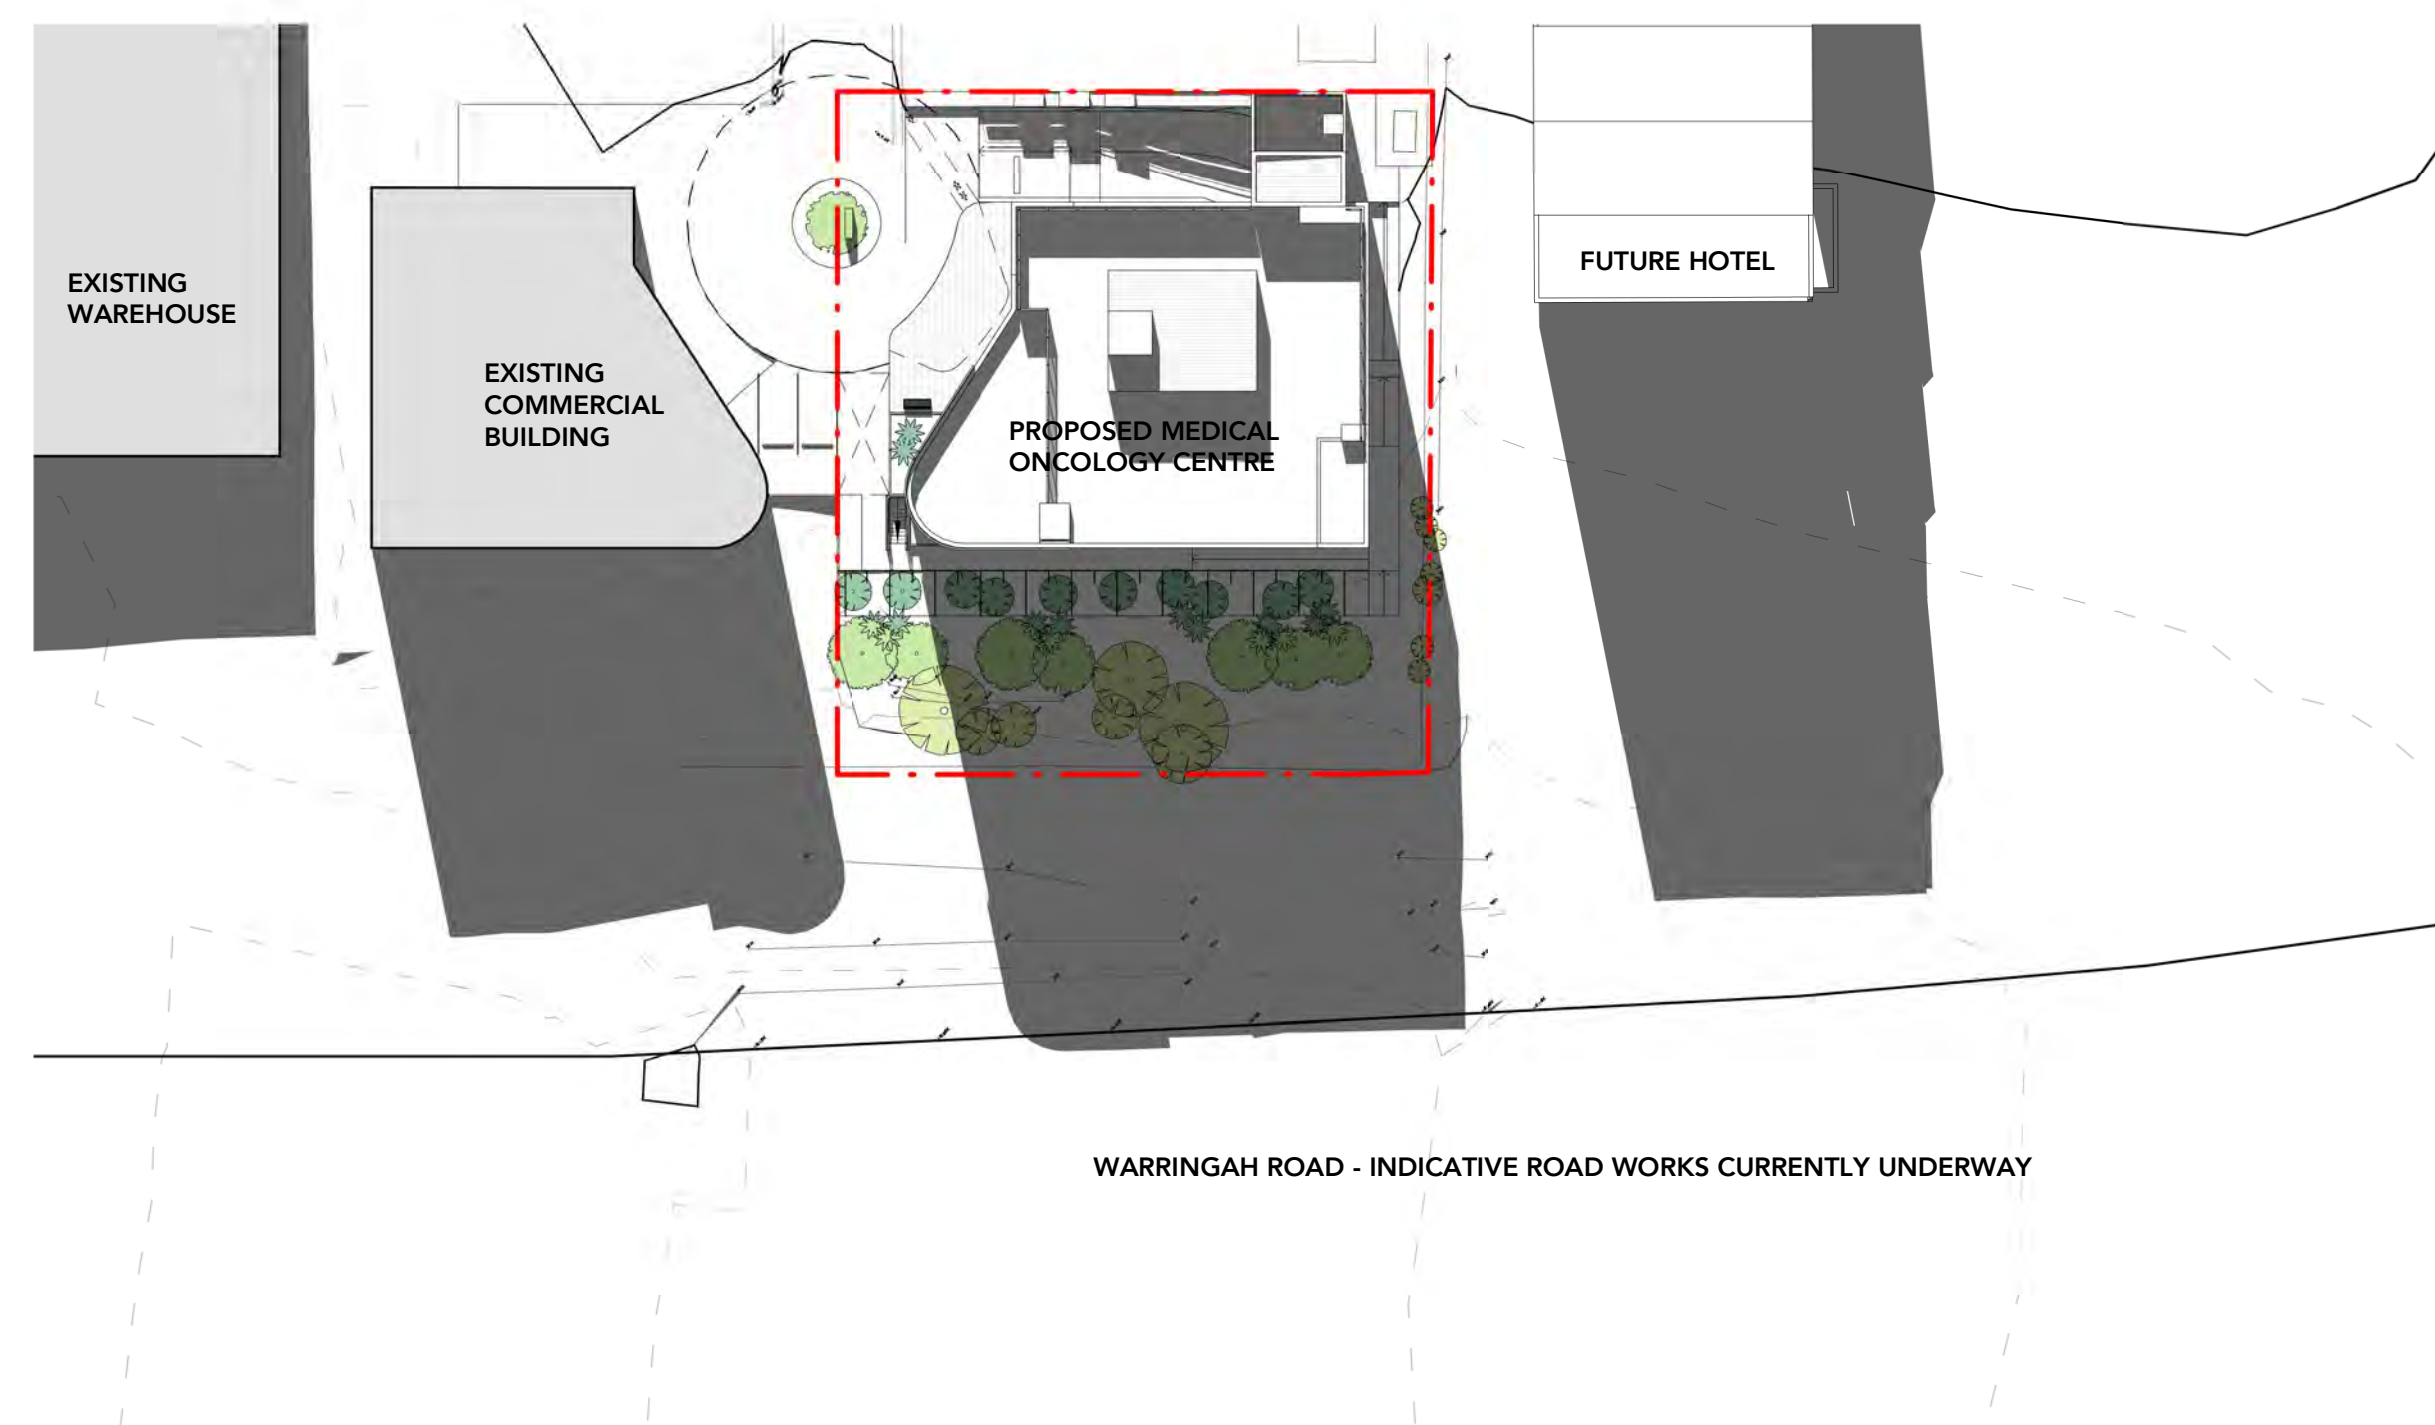 EXISTING
WAREHOUSE
EXISTING
COMMERCIAL
BUILDING
PROPOSED MEDICAL
ONCOLOGY CENTRE
FUTURE HOTEL
WARRINGAH ROAD - INDICATIVE ROAD WORKS CURRENTLY UNDERWAY